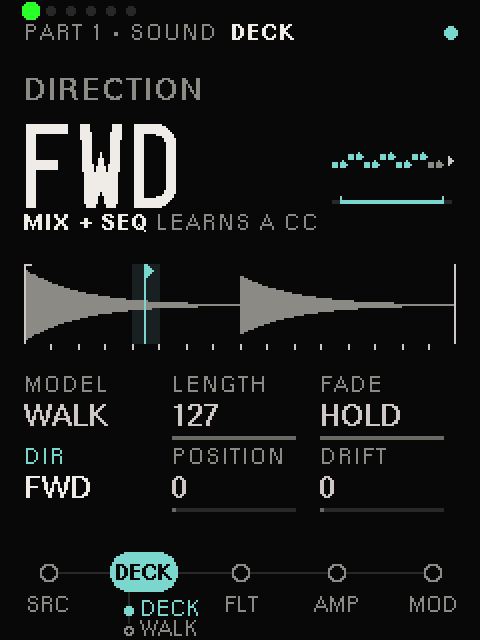 PART 1 · SOUND DECK
DIRECTION
FWD
MIX + SEQ LEARNS A CC
MODEL LENGTH FADE
WALK 127 HOLD
DIR POSITION DRIFT
FWD 0 0
DECK
SRC DECK FLT AMP MOD
WALK